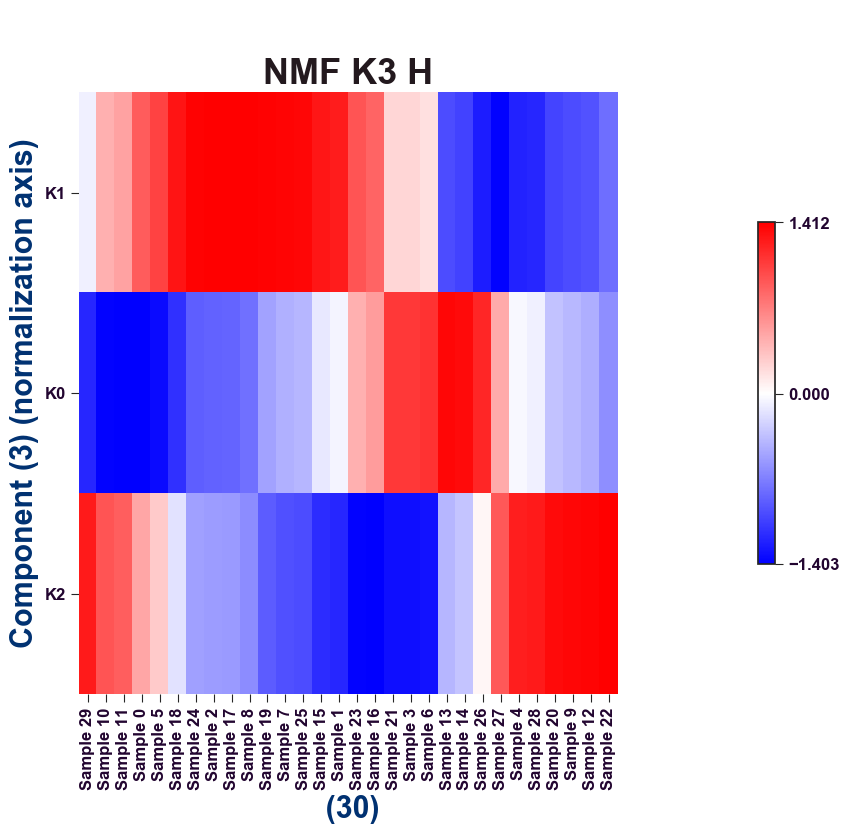 NMF K3 H
Component (3) (normalization axis)
K1
K0
K2
1.412
0.000
−1.403
Sample 29
Sample 10
Sample 11
Sample 0
Sample 5
Sample 18
Sample 24
Sample 2
Sample 17
Sample 8
Sample 19
Sample 7
Sample 25
Sample 15
Sample 1
Sample 23
Sample 16
Sample 21
Sample 3
Sample 6
Sample 13
Sample 14
Sample 26
Sample 27
Sample 4
Sample 28
Sample 20
Sample 9
Sample 12
Sample 22
(30)